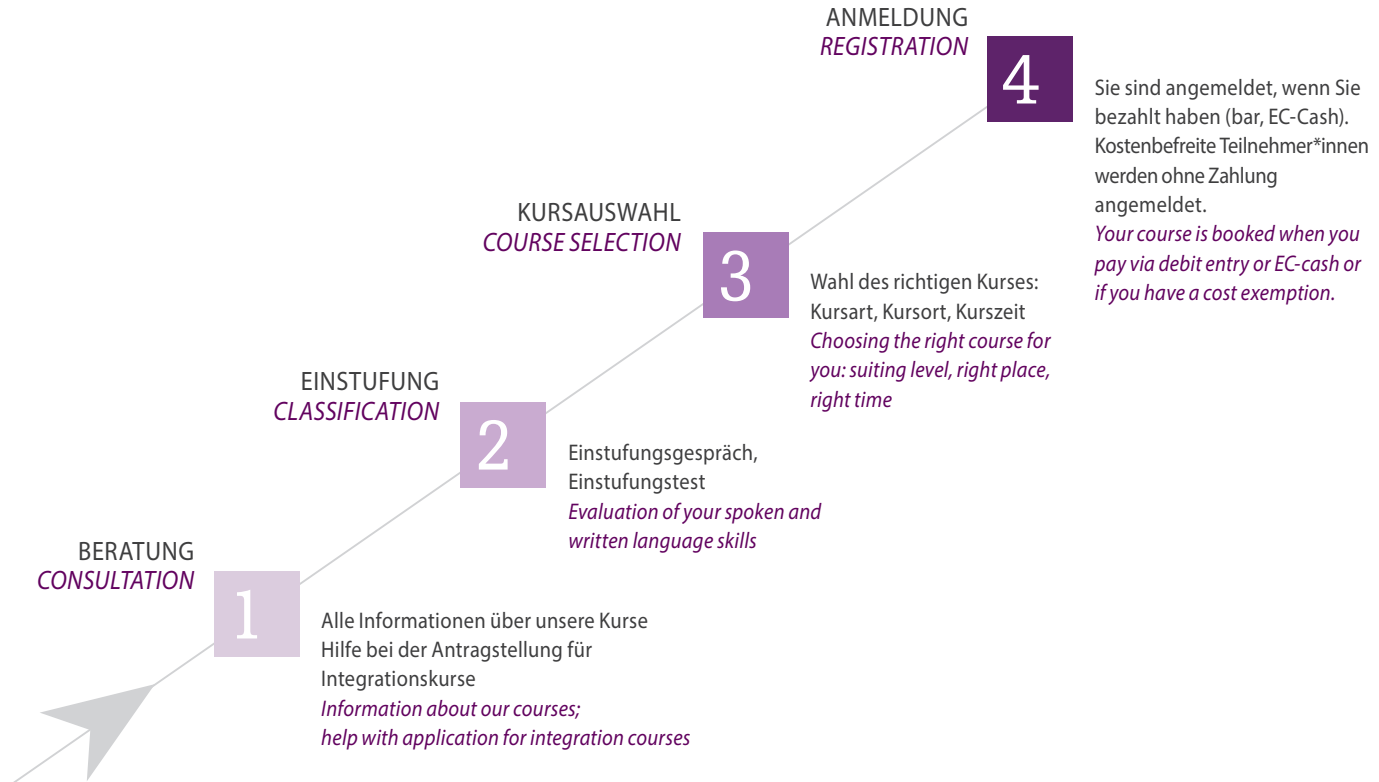 ANMELDUNG
REGISTRATION
4
Sie sind angemeldet, wenn Sie
bezahlt haben (bar, EC-Cash).
Kostenbefreite Teilnehmer*innen
werden ohne Zahlung
angemeldet.
Your course is booked when you
pay via debit entry or EC-cash or
if you have a cost exemption.
KURSAUSWAHL
COURSE SELECTION
3
Wahl des richtigen Kurses:
Kursart, Kursort, Kurszeit
Choosing the right course for
you: suiting level, right place,
right time
EINSTUFUNG
CLASSIFICATION
2
Einstufungsgespräch,
Einstufungstest
Evaluation of your spoken and
written language skills
BERATUNG
CONSULTATION
1
Alle Informationen über unsere Kurse
Hilfe bei der Antragstellung für
Integrationskurse
Information about our courses;
help with application for integration courses